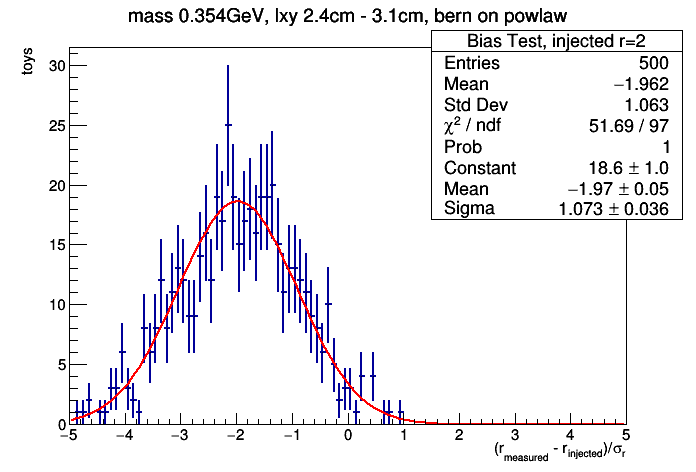 mass 0.354GeV, lxy 2.4cm - 3.1cm, bern on powlaw
Bias Test, injected r=2
Entries 500
Mean −1.962
Std Dev 1.063
χ² / ndf 51.69 / 97
Prob 1
Constant 18.6 ± 1.0
Mean −1.97 ± 0.05
Sigma 1.073 ± 0.036
toys
30
25
20
15
10
5
0
−5 −4 −3 −2 −1 0 1 2 3 4 5
(r_measured - r_injected)/σ_r